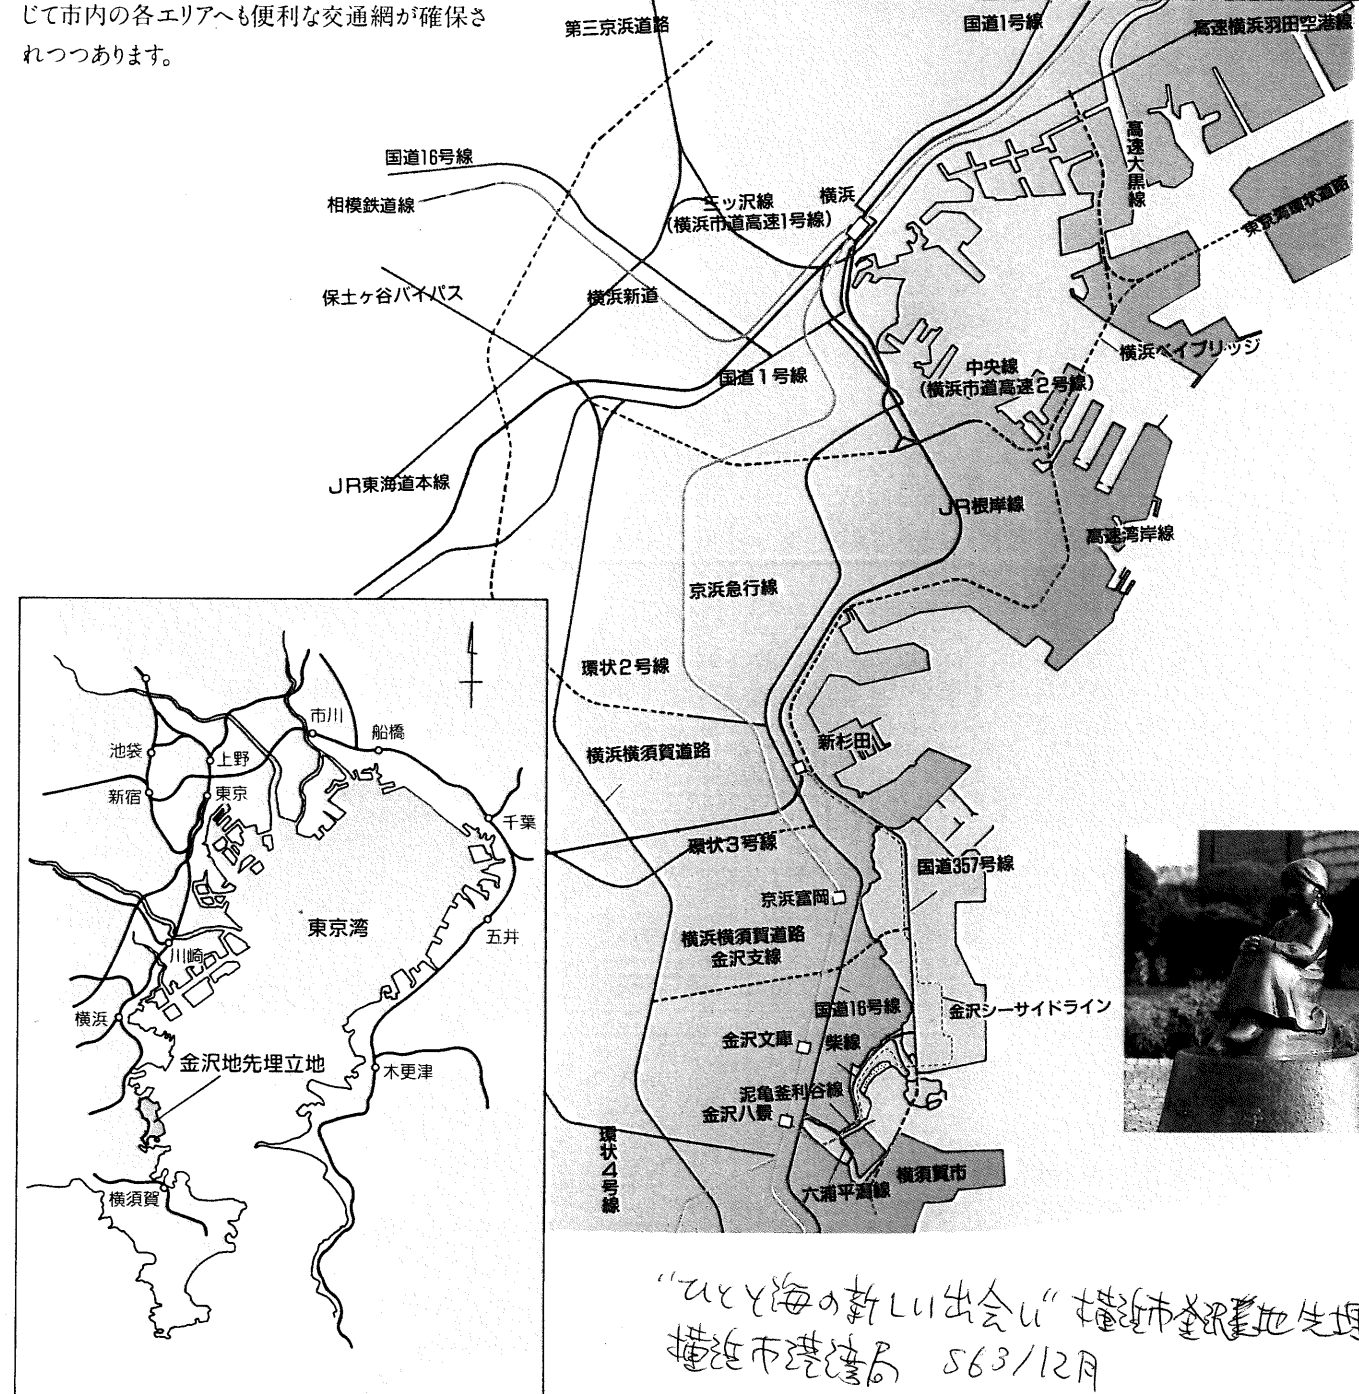 じて市内の各エリアへも便利な交通網が確保さ
れつつあります。
第三京浜道路
国道1号線
高速横浜羽田空港線
国道16号線
相模鉄道線
三ッ沢線
(横浜市道高速1号線)
横浜
高速大黒線
東京湾環状道路
保土ヶ谷バイパス
横浜新道
横浜ベイブリッジ
国道1号線
中央線
(横浜市道高速2号線)
JR東海道本線
JR根岸線
高速湾岸線
京浜急行線
環状2号線
横浜横須賀道路
新杉田
環状3号線
国道357号線
京浜富岡
横浜横須賀道路
金沢支線
国道16号線
金沢シーサイドライン
金沢文庫
柴線
泥亀釜利谷線
金沢八景
環状4号線
六浦平潟線
横須賀市
市川
船橋
池袋
上野
新宿
東京
千葉
東京湾
五井
川崎
横浜
金沢地先埋立地
木更津
横須賀
"ひとと海の新しい出会い" 横浜市金沢地先埋
横浜市港湾局 S63/12月